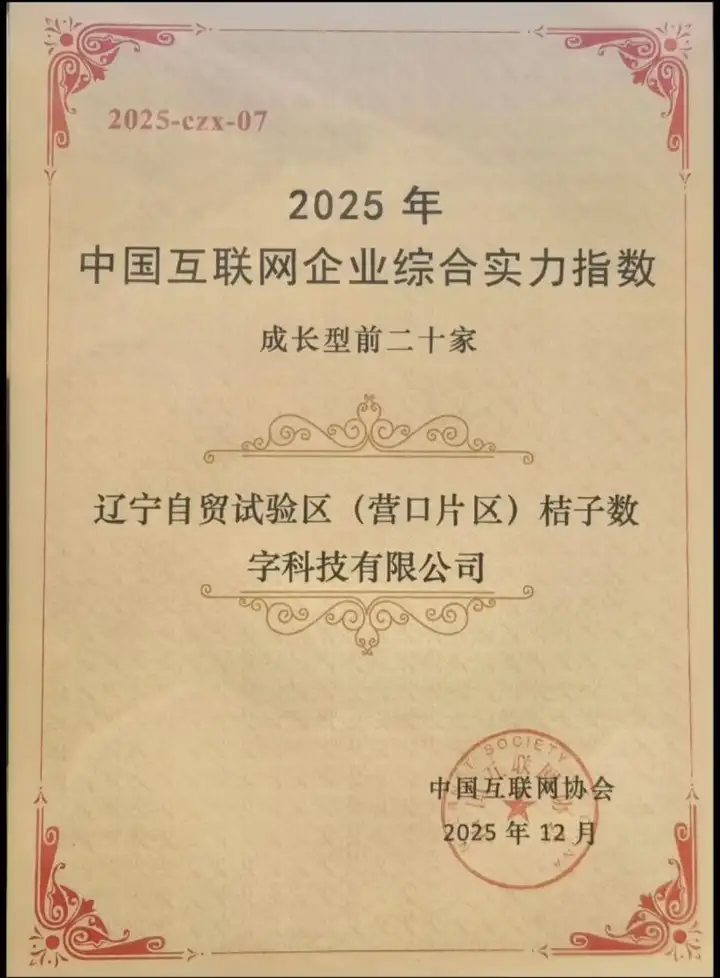 2025-czx-07
2025 年
中国互联网企业综合实力指数
成长型前二十家
辽宁自贸试验区（营口片区）桔子数
字科技有限公司
SOCIETY
中国互联网协会
2025 年 12 月